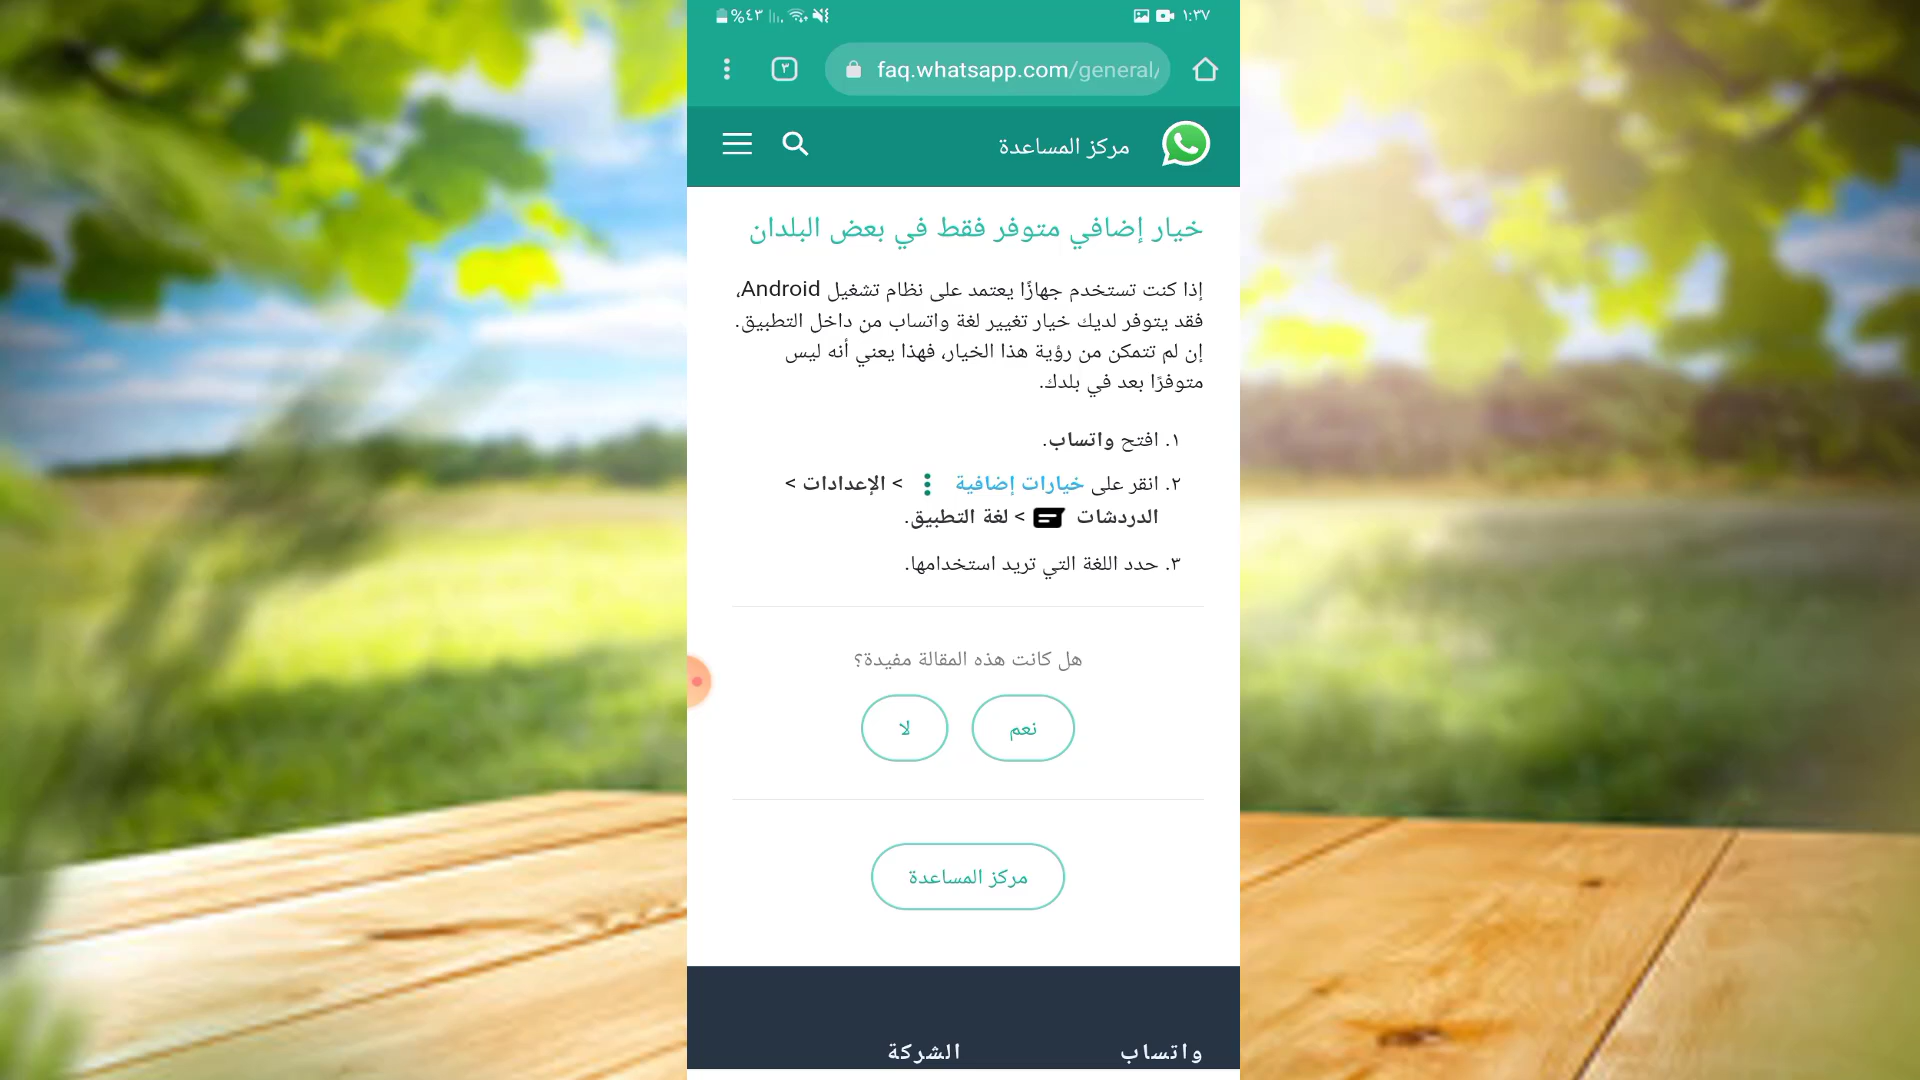 %٤٣ ١:٣٧
٣ faq.whatsapp.com/general/
مركز المساعدة
خيار إضافي متوفر فقط في بعض البلدان
إذا كنت تستخدم جهازًا يعتمد على نظام تشغيل Android،
فقد يتوفر لديك خيار تغيير لغة واتساب من داخل التطبيق.
إن لم تتمكن من رؤية هذا الخيار، فهذا يعني أنه ليس
متوفرًا بعد في بلدك.
١. افتح واتساب.
٢. انقر على خيارات إضافية > الإعدادات >
الدردشات > لغة التطبيق.
٣. حدد اللغة التي تريد استخدامها.
هل كانت هذه المقالة مفيدة؟
نعم لا
مركز المساعدة
واتساب الشركة